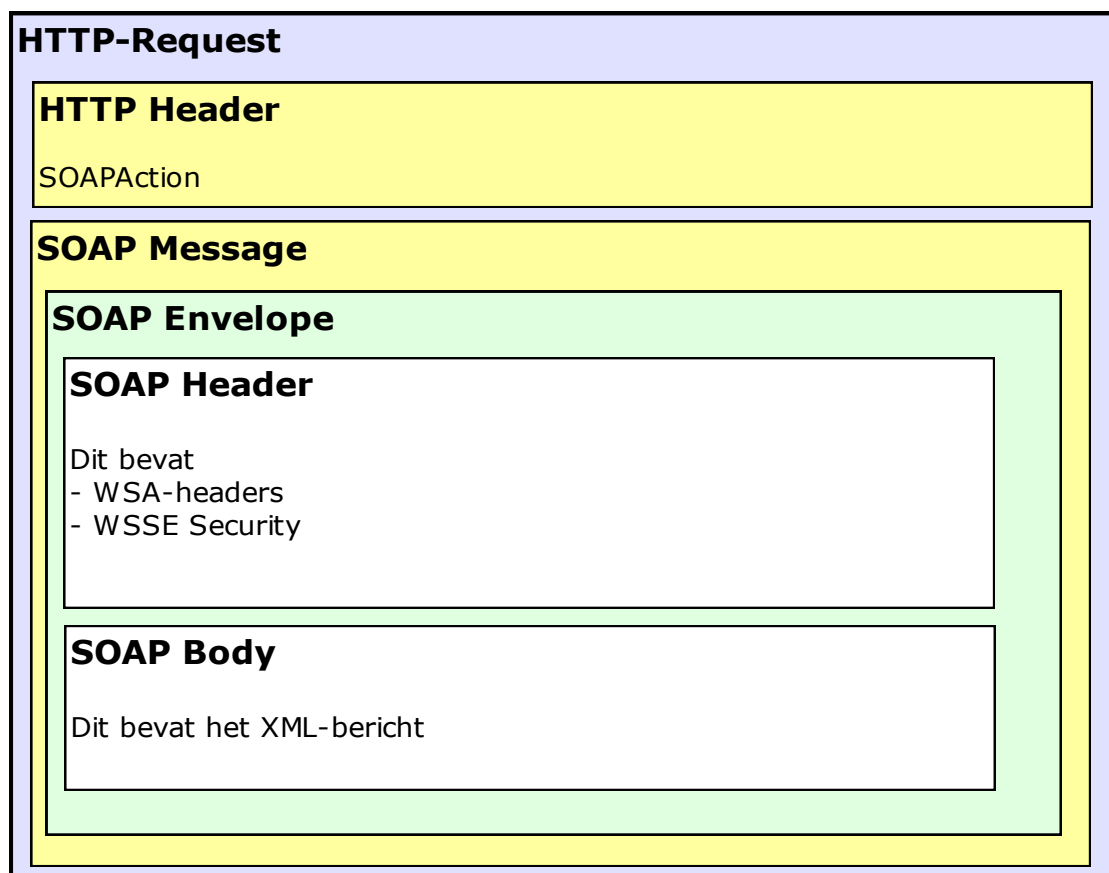 HTTP-Request
HTTP Header
SOAPAction
SOAP Message
SOAP Envelope
SOAP Header
Dit bevat
- WSA-headers
- WSSE Security
SOAP Body
Dit bevat het XML-bericht